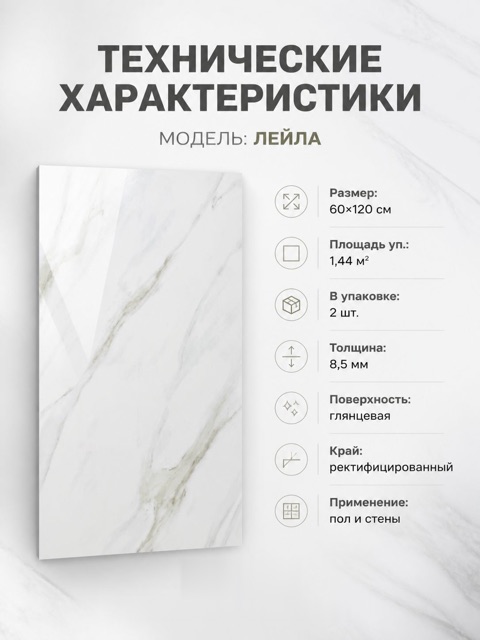 ТЕХНИЧЕСКИЕ
ХАРАКТЕРИСТИКИ
МОДЕЛЬ: ЛЕЙЛА
Размер:
60×120 см
Площадь уп.:
1,44 м²
В упаковке:
2 шт.
Толщина:
8,5 мм
Поверхность:
глянцевая
Край:
ректифицированный
Применение:
пол и стены